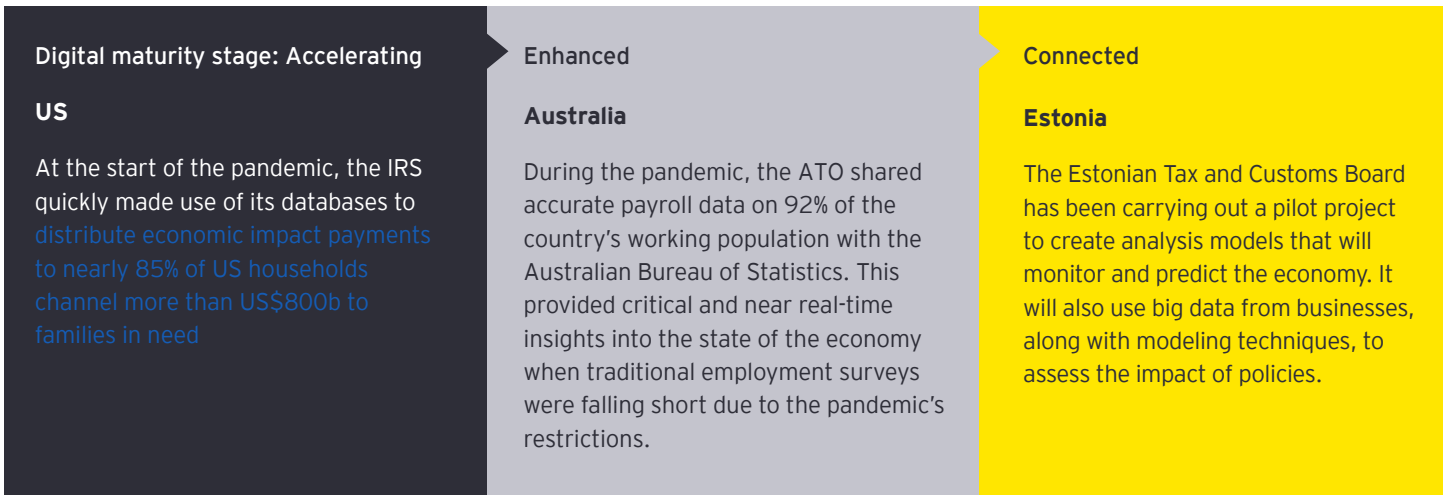 Digital maturity stage: Accelerating
US
At the start of the pandemic, the IRS
quickly made use of its databases to
distribute economic impact payments
to nearly 85% of US households
channel more than US$800b to
families in need
Enhanced
Australia
During the pandemic, the ATO shared
accurate payroll data on 92% of the
country's working population with the
Australian Bureau of Statistics. This
provided critical and near real-time
insights into the state of the economy
when traditional employment surveys
were falling short due to the pandemic's
restrictions.
Connected
Estonia
The Estonian Tax and Customs Board
has been carrying out a pilot project
to create analysis models that will
monitor and predict the economy. It
will also use big data from businesses,
along with modeling techniques, to
assess the impact of policies.